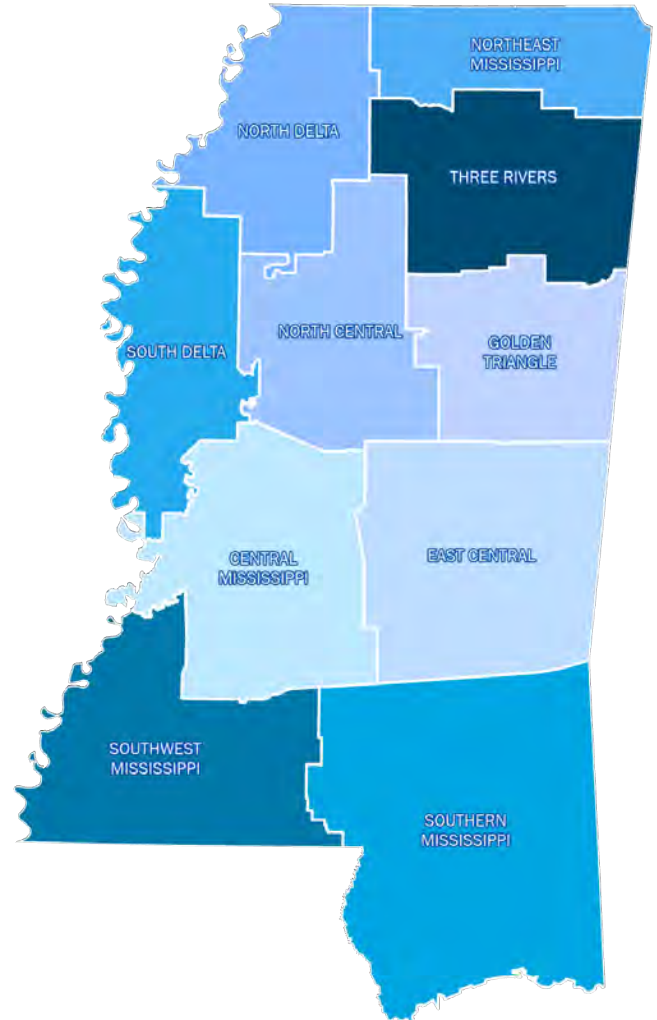 NORTHEAST
MISSISSIPPI
NORTH DELTA
THREE RIVERS
NORTH CENTRAL
GOLDEN
TRIANGLE
SOUTH DELTA
CENTRAL
MISSISSIPPI
EAST CENTRAL
SOUTHWEST
MISSISSIPPI
SOUTHERN
MISSISSIPPI